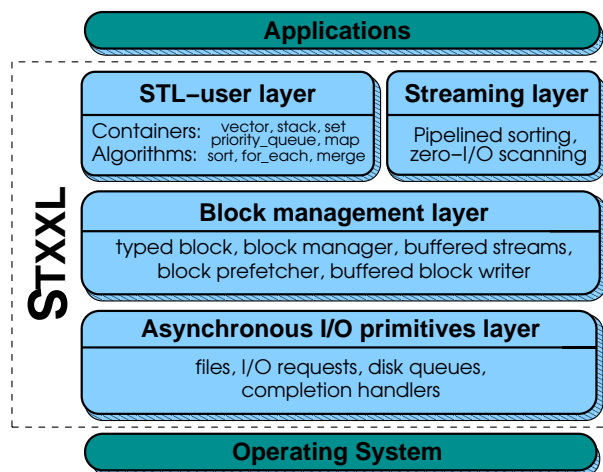 Applications
STXXL
STL–user layer
Containers: vector, stack, set
priority_queue, map
Algorithms: sort, for_each, merge
Streaming layer
Pipelined sorting,
zero–I/O scanning
Block management layer
typed block, block manager, buffered streams,
block prefetcher, buffered block writer
Asynchronous I/O primitives layer
files, I/O requests, disk queues,
completion handlers
Operating System